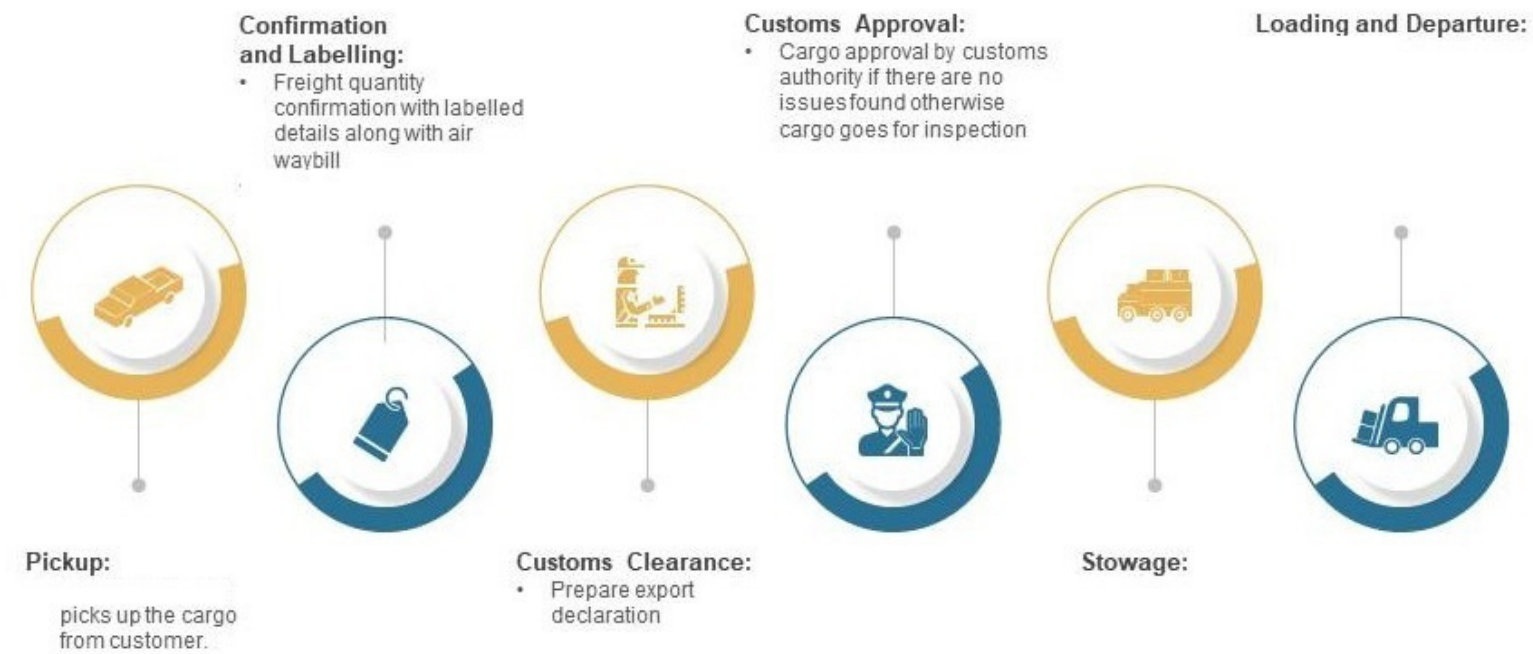 Confirmation
and Labelling:
• Freight quantity
confirmation with labelled
details along with air
waybill
Customs Approval:
• Cargo approval by customs
authority if there are no
issues found otherwise
cargo goes for inspection
Loading and Departure:
Pickup:
picks up the cargo
from customer.
Customs Clearance:
• Prepare export
declaration
Stowage: